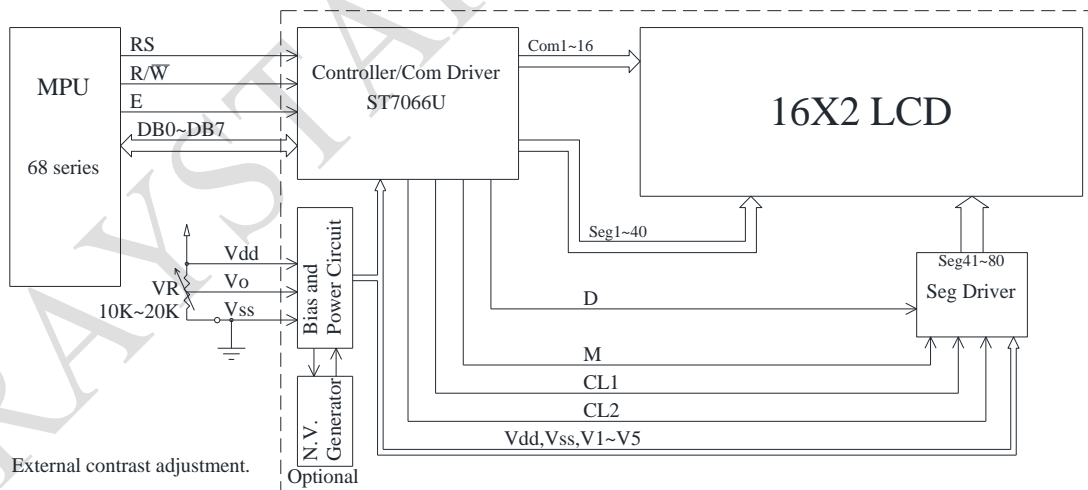 MPU
68 series
RS
R/W̅
E
DB0~DB7
Controller/Com Driver
ST7066U
Com1~16
16X2 LCD
Seg1~40
Seg41~80
Seg Driver
Vdd
Vo
Vss
VR
10K~20K
Bias and
Power Circuit
D
M
CL1
CL2
Vdd,Vss,V1~V5
N.V.
Generator
Optional
External contrast adjustment.
RAYSTA